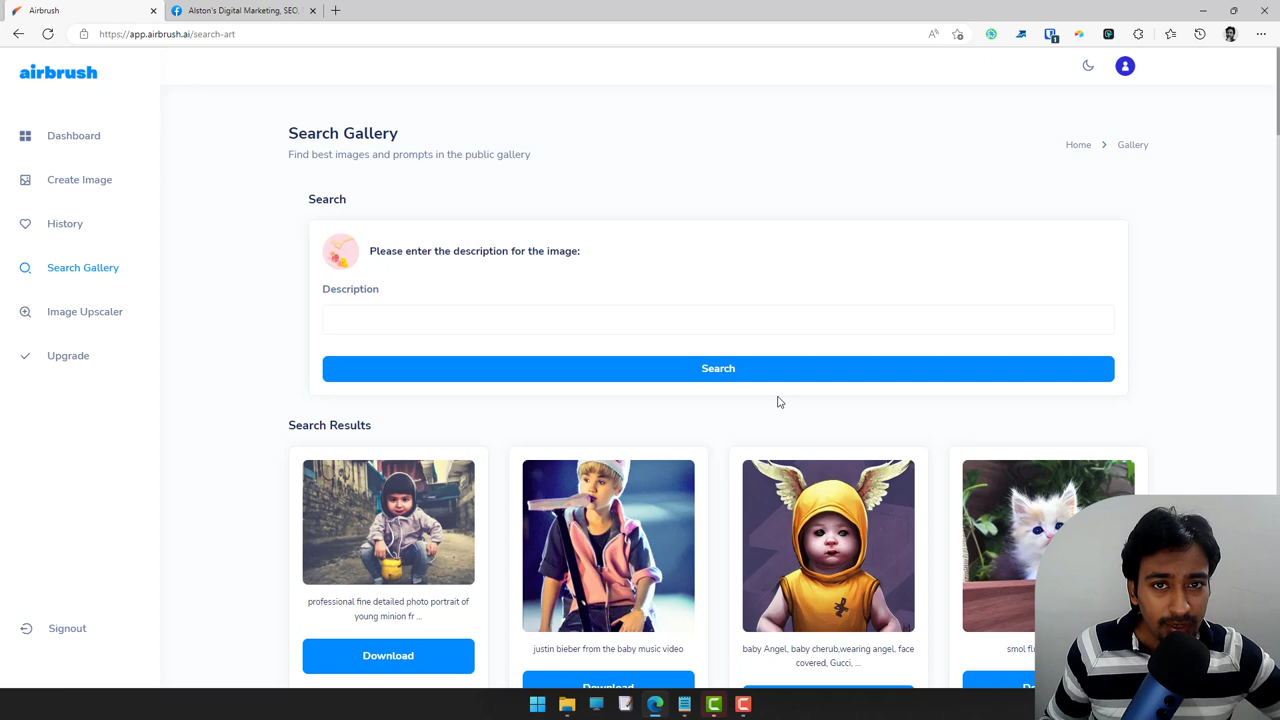 Airbrush
Alston's Digital Marketing, SEO,
https://app.airbrush.ai/search-art
1
airbrush
Dashboard
Create Image
History
Search Gallery
Image Upscaler
Upgrade
Signout
Search Gallery
Find best images and prompts in the public gallery
Home > Gallery
Search
Please enter the description for the image:
Description
Search
Search Results
professional fine detailed photo portrait of
young minion fr ...
Download
justin bieber from the baby music video
Download
baby Angel, baby cherub,wearing angel, face
covered, Gucci, ...
smol